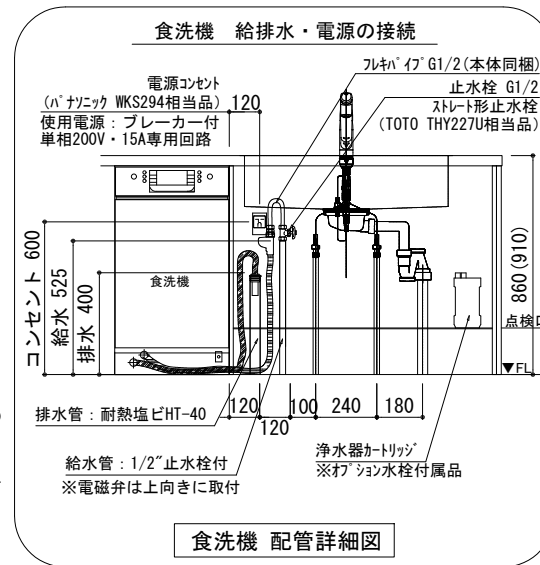 食洗機 給排水・電源の接続
ﾌﾚｷﾊﾟｲﾌﾟ G1/2(本体同梱)
止水栓 G1/2
ｽﾄﾚｰﾄ形止水栓
(TOTO THY227U相当品)
電源ｺﾝｾﾝﾄ
(ﾊﾟﾅｿﾆｯｸ WKS294相当品)
使用電源：ブレーカー付
単相200V・15A専用回路
120
コンセント 600
給水 525
排水 400
食洗機
860(910)
点検口
▼FL
120
120
100
240
180
排水管：耐熱塩ビHT-40
給水管：1/2″止水栓付
※電磁弁は上向きに取付
浄水器ｶｰﾄﾘｯｼﾞ
※ｵﾌﾟｼｮﾝ水栓付属品
食洗機 配管詳細図